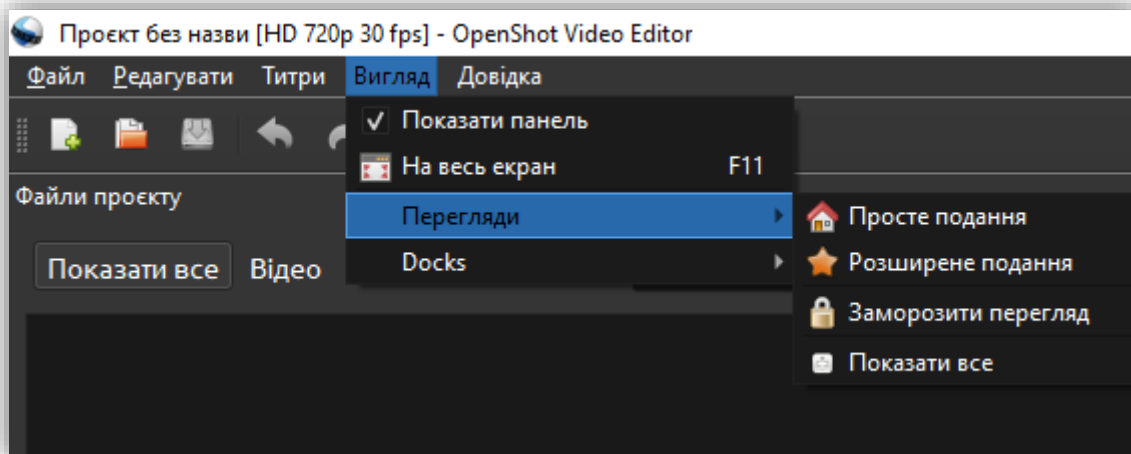 Проєкт без назви [HD 720p 30 fps] - OpenShot Video Editor
Файл Редагувати Титри Вигляд Довідка
Показати панель
На весь екран F11
Файли проєкту
Перегляди
Просте подання
Показати все Відео
Docks
Розширене подання
Заморозити перегляд
Показати все